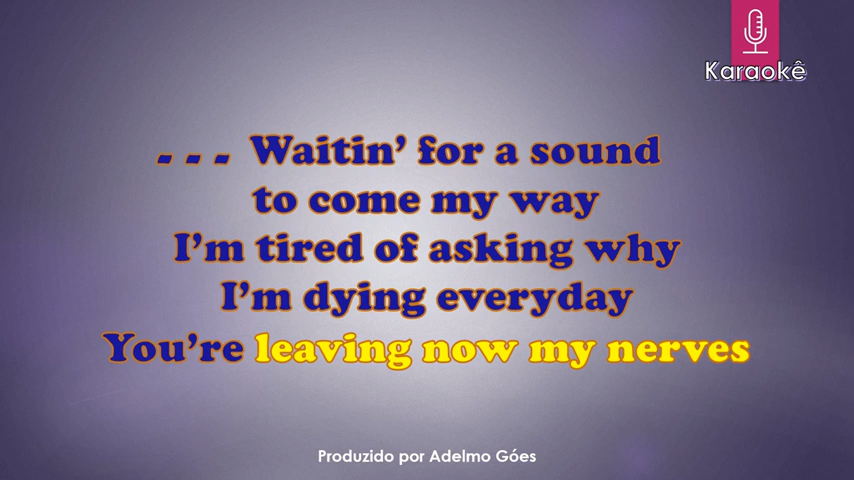 Karaokê
- - - Waitin’ for a sound
to come my way
I’m tired of asking why
I’m dying everyday
You’re leaving now my nerves
Produzido por Adelmo Góes